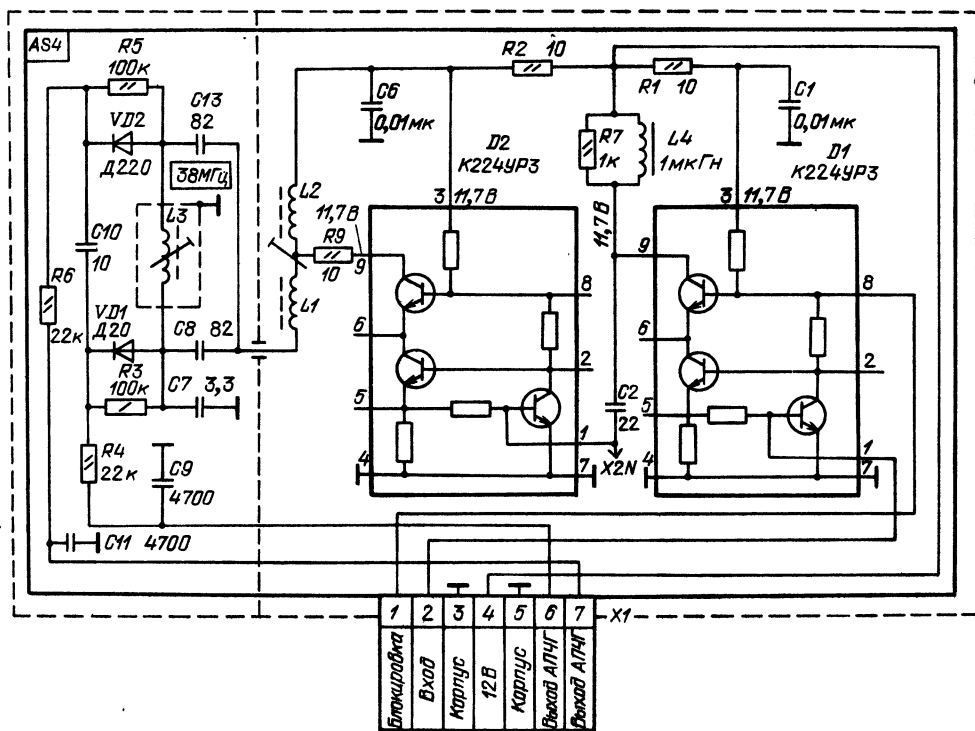 AS4
R5
100к
C13
82
VD2
Д220
38МГц
L3
C10
10
R6
22к
VD1
Д20
C8 82
R3
100к
C7 3,3
R4
22к
C9
4700
C11 4700
L2
L1
R9
10
11,7В
9
C6
0,01мк
D2
К224УР3
3 11,7В
8
6
2
5
1
4
7
R2 10
R1 10
C1
0,01мк
R7
1к
L4
1мкГн
D1
К224УР3
11,7В
3 11,7В
9
8
6
2
5
1
4
7
C2
22
X2N
1 2 3 4 5 6 7
X1
Блокировка
Вход
Корпус
12В
Корпус
Выход АПЧГ
Выход АПЧГ